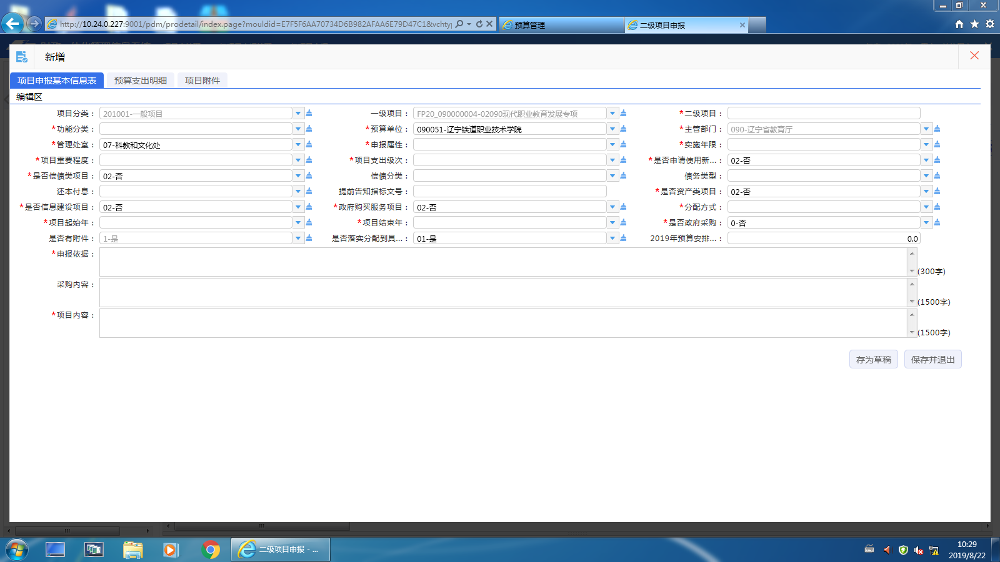 http://10.24.0.227:9001/pdm/prodetail/index.page?mouldid=E7F5F6AA70734D6B982AFAA6E79D47C1&vchtyp
预算管理
二级项目申报
新增
项目申报基本信息表 预算支出明细 项目附件
编辑区
项目分类: 201001-一般项目 一级项目: FP20_090000004-02090现代职业教育发展专项 *二级项目:
*功能分类: *预算单位: 090051-辽宁铁道职业技术学院 *主管部门: 090-辽宁省教育厅
*管理处室: 07-科教和文化处 *申报属性: *实施年限:
*项目重要程度: *项目支出级次: *是否申请使用新...: 02-否
*是否偿债类项目: 02-否 偿债分类: 债务类型:
还本付息: 提前告知指标文号: *是否资产类项目: 02-否
*是否信息建设项目: 02-否 *政府购买服务项目: 02-否 *分配方式:
*项目起始年: *项目结束年: *是否政府采购: 0-否
是否有附件: 1-是 是否落实分配到具...: 01-是 2019年预算安排...: 0.0
*申报依据: (300字)
采购内容: (1500字)
*项目内容: (1500字)
存为草稿 保存并退出
二级项目申报 - ...
10:29
2019/8/22